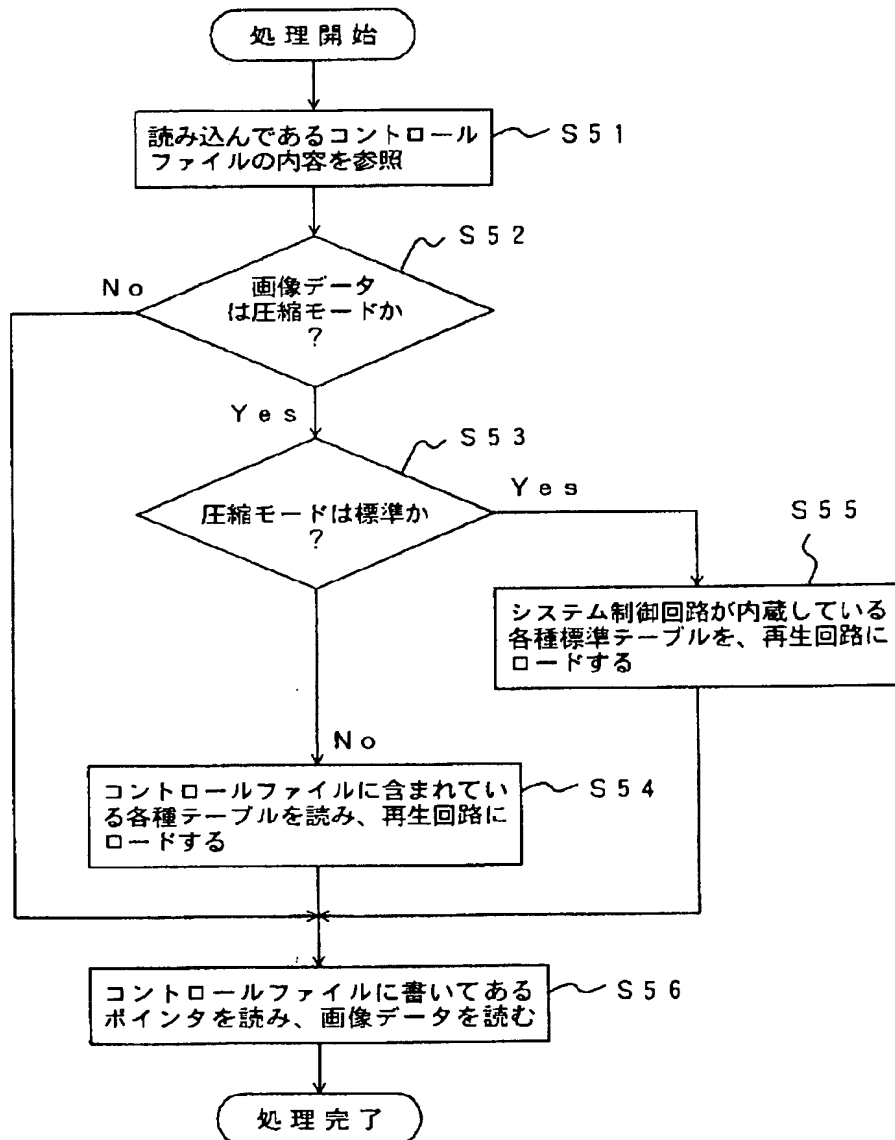 処理開始
読み込んであるコントロール
ファイルの内容を参照
S51
S52
No
画像データ
は圧縮モードか
?
Yes
S53
圧縮モードは標準か
?
Yes
S55
システム制御回路が内蔵している
各種標準テーブルを、再生回路に
ロードする
No
コントロールファイルに含まれてい
る各種テーブルを読み、再生回路に
ロードする
S54
コントロールファイルに書いてある
ポインタを読み、画像データを読む
S56
処理完了